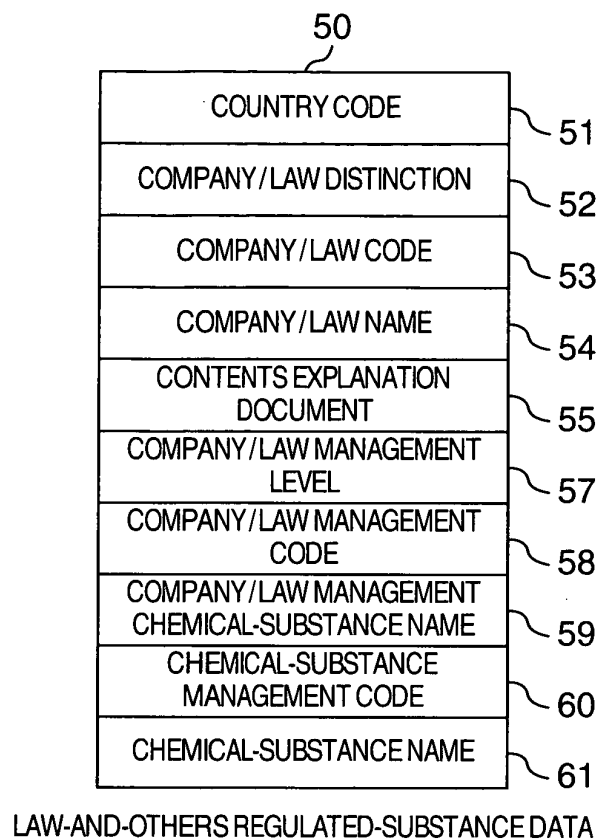 50
COUNTRY CODE
51
COMPANY/LAW DISTINCTION
52
COMPANY/LAW CODE
53
COMPANY/LAW NAME
54
CONTENTS EXPLANATION
DOCUMENT
55
COMPANY/LAW MANAGEMENT
LEVEL
57
COMPANY/LAW MANAGEMENT
CODE
58
COMPANY/LAW MANAGEMENT
CHEMICAL-SUBSTANCE NAME
59
CHEMICAL-SUBSTANCE
MANAGEMENT CODE
60
CHEMICAL-SUBSTANCE NAME
61
LAW-AND-OTHERS REGULATED-SUBSTANCE DATA